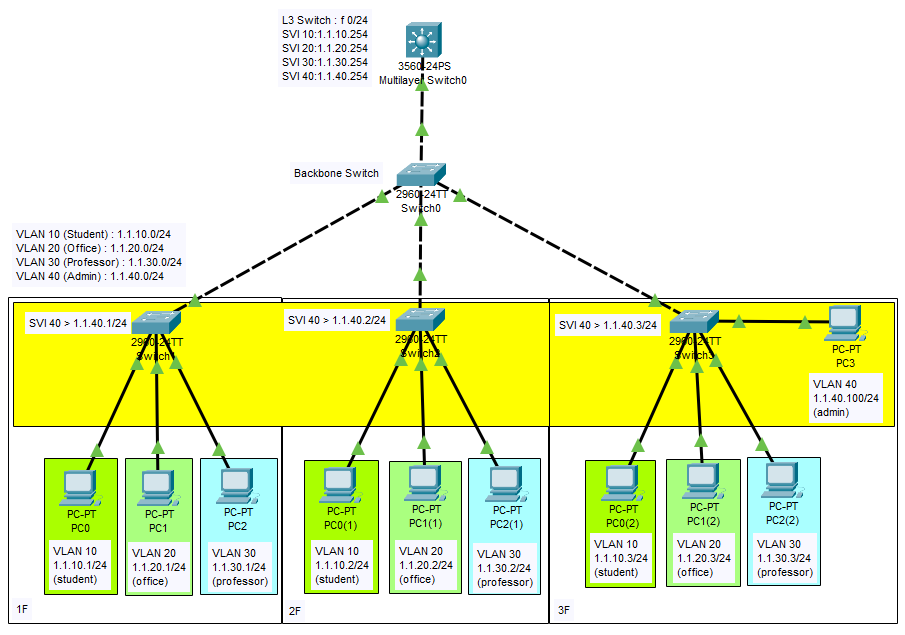 L3 Switch : f 0/24
SVI 10:1.1.10.254
SVI 20:1.1.20.254
SVI 30:1.1.30.254
SVI 40:1.1.40.254
3560-24PS
Multilayer Switch0
Backbone Switch
2960-24TT
Switch0
VLAN 10 (Student) : 1.1.10.0/24
VLAN 20 (Office) : 1.1.20.0/24
VLAN 30 (Professor) : 1.1.30.0/24
VLAN 40 (Admin) : 1.1.40.0/24
SVI 40 > 1.1.40.1/24
2960-24TT
Switch1
SVI 40 > 1.1.40.2/24
2960-24TT
Switch2
SVI 40 > 1.1.40.3/24
2960-24TT
Switch3
PC-PT
PC3
VLAN 40
1.1.40.100/24
(admin)
PC-PT
PC0
VLAN 10
1.1.10.1/24
(student)
PC-PT
PC1
VLAN 20
1.1.20.1/24
(office)
PC-PT
PC2
VLAN 30
1.1.30.1/24
(professor)
1F
PC-PT
PC0(1)
VLAN 10
1.1.10.2/24
(student)
PC-PT
PC1(1)
VLAN 20
1.1.20.2/24
(office)
PC-PT
PC2(1)
VLAN 30
1.1.30.2/24
(professor)
2F
PC-PT
PC0(2)
VLAN 10
1.1.10.3/24
(student)
PC-PT
PC1(2)
VLAN 20
1.1.20.3/24
(office)
PC-PT
PC2(2)
VLAN 30
1.1.30.3/24
(professor)
3F